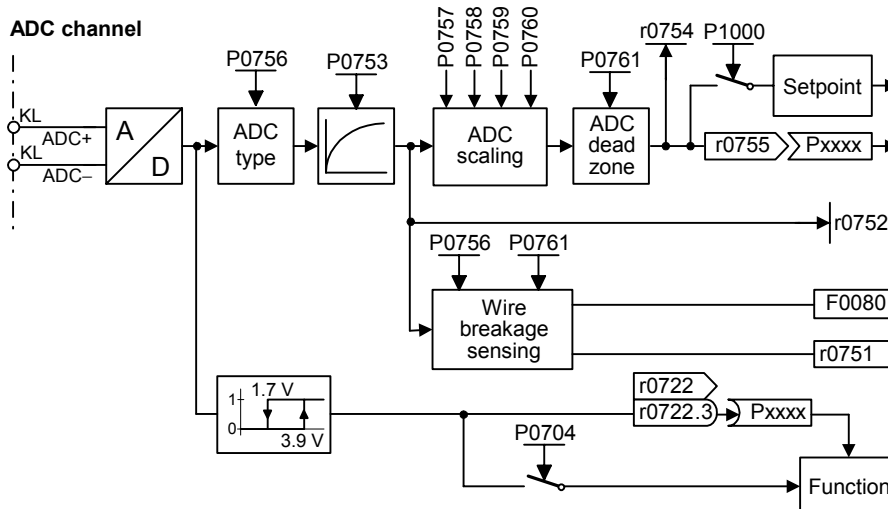 ADC channel
KL
ADC+
KL
ADC−
A
D
P0756
ADC
type
P0753
P0757
P0758
P0759
P0760
ADC
scaling
P0761
ADC
dead
zone
r0754
P1000
Setpoint
r0755
Pxxxx
r0752
P0756
P0761
Wire
breakage
sensing
F0080
r0751
1.7 V
1
0
3.9 V
r0722
r0722.3
Pxxxx
P0704
Function